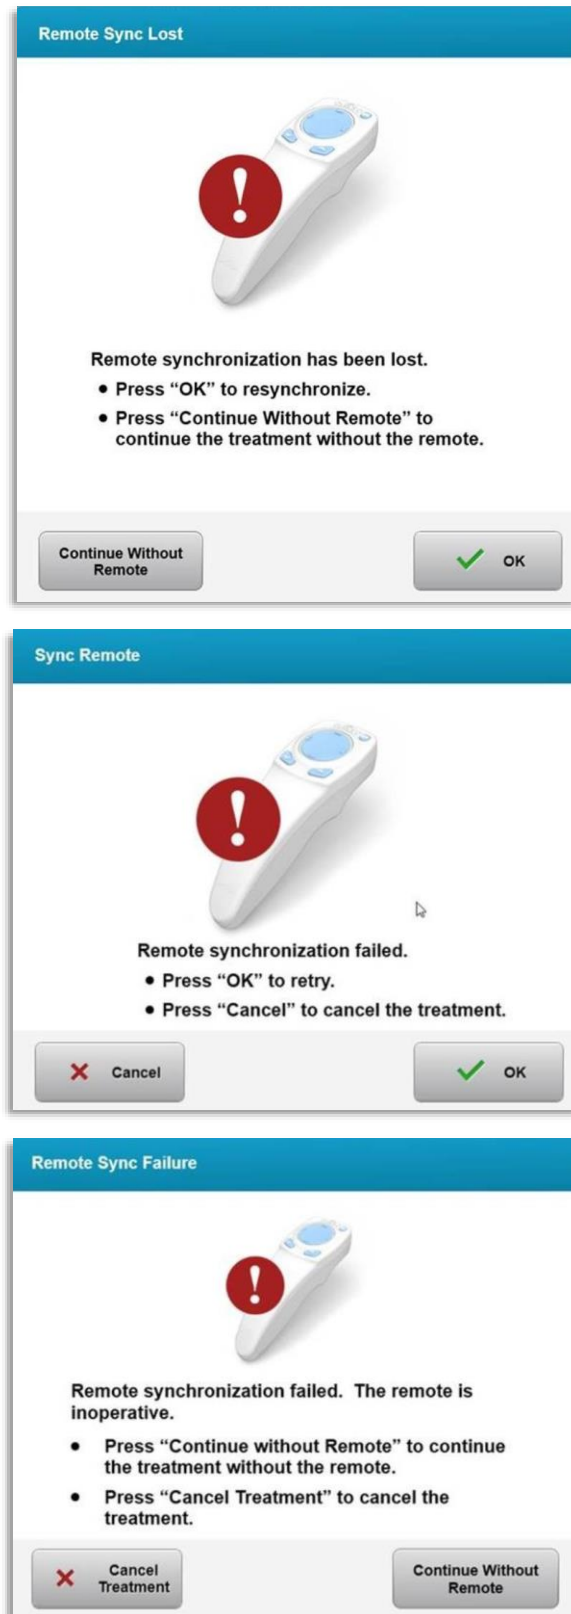 Remote Sync Lost
Remote synchronization has been lost.
• Press “OK” to resynchronize.
• Press “Continue Without Remote” to
continue the treatment without the remote.
Continue Without
Remote
OK
Sync Remote
Remote synchronization failed.
• Press “OK” to retry.
• Press “Cancel” to cancel the treatment.
Cancel
OK
Remote Sync Failure
Remote synchronization failed.  The remote is
inoperative.
• Press “Continue without Remote” to continue
the treatment without the remote.
• Press “Cancel Treatment” to cancel the
treatment.
Cancel
Treatment
Continue Without
Remote